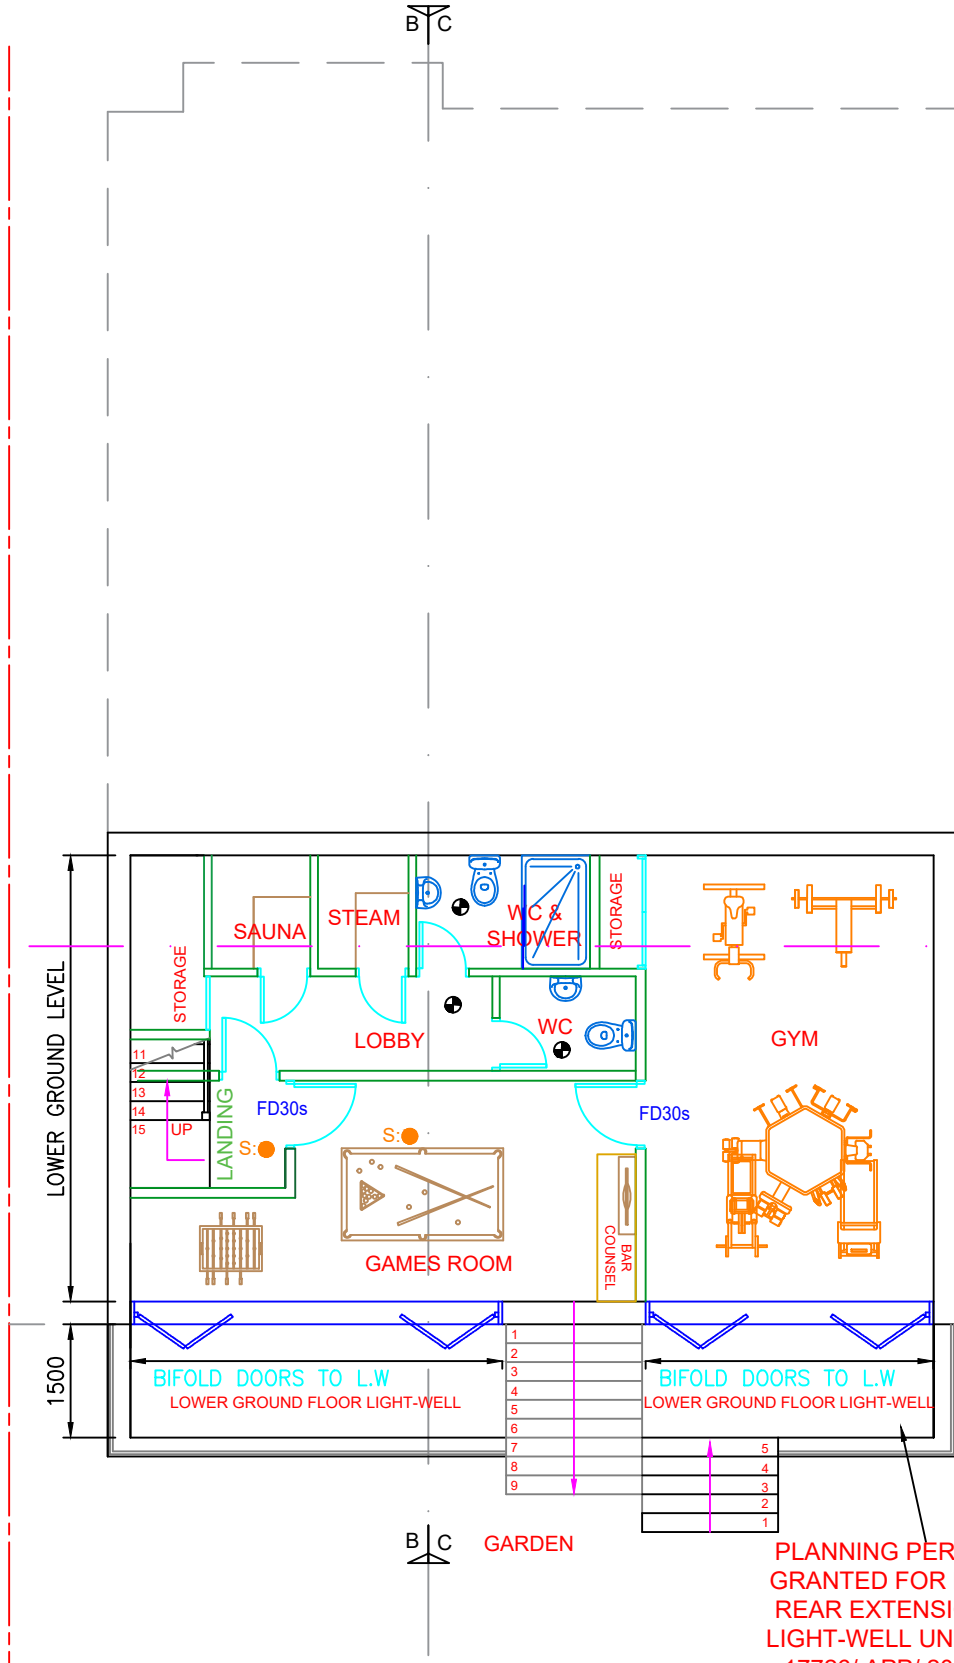 B C
SAUNA
STEAM
WC &
SHOWER
STORAGE
STORAGE
LOBBY
WC
GYM
LOWER GROUND LEVEL
11
12
13
14
15
UP
LANDING
FD30s
FD30s
S:
S:
GAMES ROOM
BAR
COUNSEL
1500
BIFOLD DOORS TO L.W
LOWER GROUND FLOOR LIGHT-WELL
BIFOLD DOORS TO L.W
LOWER GROUND FLOOR LIGHT-WELL
1
2
3
4
5
6
7
8
9
5
4
3
2
1
B C
GARDEN
PLANNING PER
GRANTED FOR
REAR EXTENSI
LIGHT-WELL UN